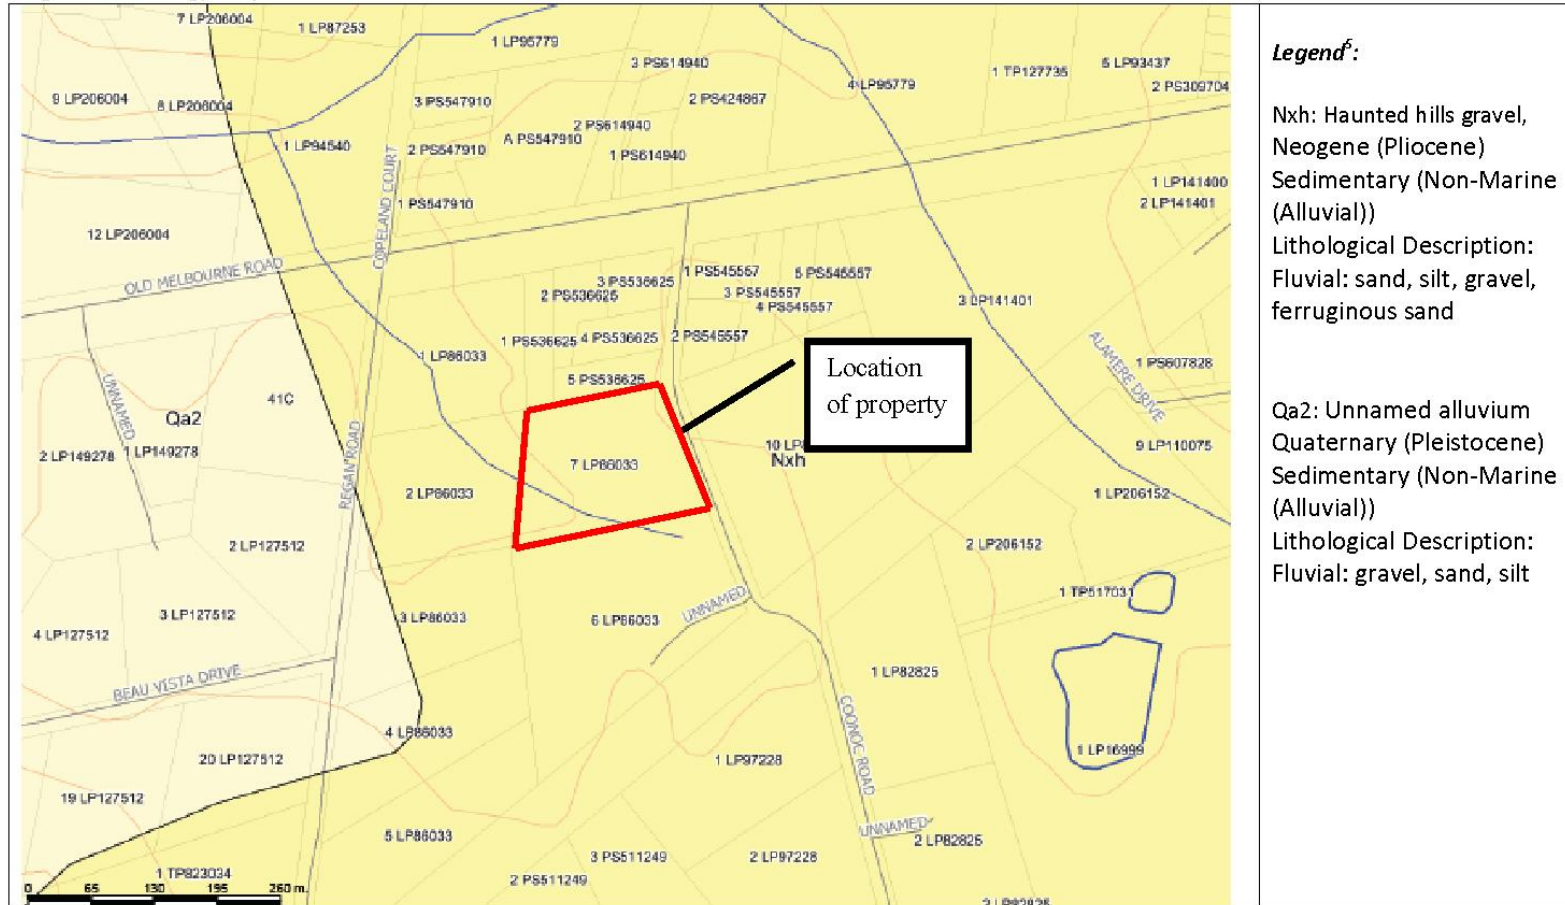 7 LP206004
1 LP87253
1 LP95779
3 PS614940
4 LP95779
1 TP127735
5 LP93437
2 PS309704
9 LP206004
8 LP206004
3 PS547910
2 PS424867
2 PS614940
A PS547910
1 LP94540
2 PS547910
1 PS614940
COPELAND COURT
1 PS547910
1 LP141400
2 LP141401
12 LP206004
OLD MELBOURNE ROAD
3 PS536625
1 PS545557
5 PS545557
2 PS536625
3 PS545557
4 PS545557
3 LP141401
1 PS536625
4 PS536625
2 PS545557
1 LP86033
5 PS536625
ALAMERE DRIVE
1 PS607828
UNNAMED
41C
Qa2
Location
of property
2 LP149278
1 LP149278
REGAN ROAD
7 LP86033
Nxh
9 LP110075
2 LP86033
1 LP206152
2 LP127512
2 LP206152
1 TP517031
3 LP127512
4 LP127512
3 LP86033
6 LP86033
UNNAMED
BEAU VISTA DRIVE
1 LP82825
COONOC ROAD
4 LP86033
20 LP127512
1 LP97228
1 LP16999
19 LP127512
5 LP86033
UNNAMED
2 LP82825
3 PS511249
2 LP97228
1 TP823034
2 PS511249
0 65 130 195 260 m.
Legend5:
Nxh: Haunted hills gravel,
Neogene (Pliocene)
Sedimentary (Non-Marine
(Alluvial))
Lithological Description:
Fluvial: sand, silt, gravel,
ferruginous sand
Qa2: Unnamed alluvium
Quaternary (Pleistocene)
Sedimentary (Non-Marine
(Alluvial))
Lithological Description:
Fluvial: gravel, sand, silt